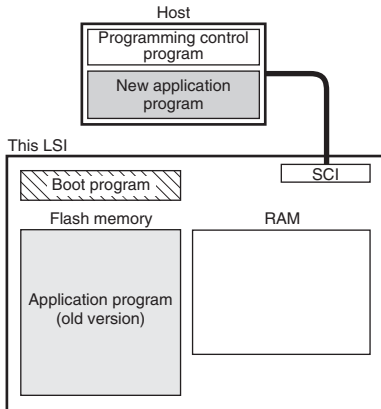 Host
Programming control
program
New application
program
This LSI
SCI
Boot program
Flash memory
RAM
Application program
(old version)